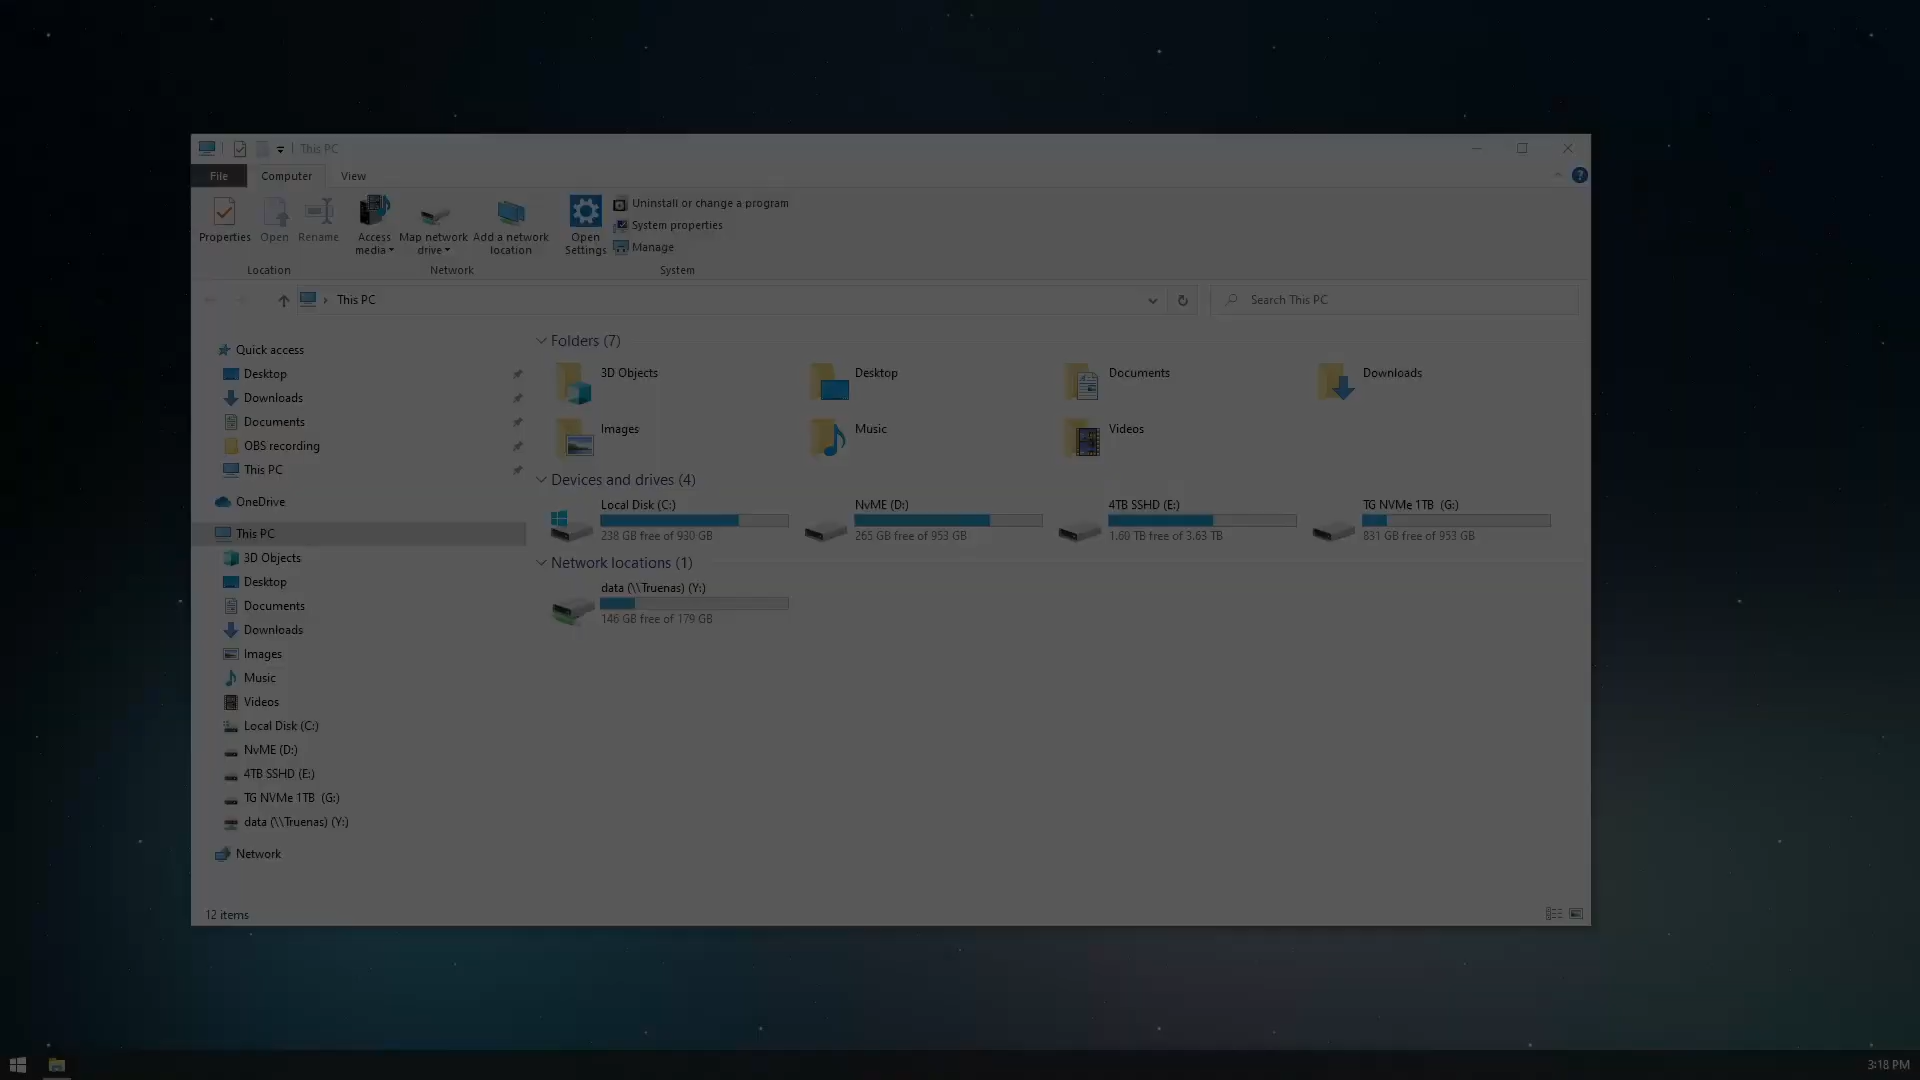 This PC
File
Computer
View
Properties
Open
Rename
Access media
Map network drive
Add a network location
Open Settings
Uninstall or change a program
System properties
Manage
Location
Network
System
This PC
Search This PC
Quick access
Desktop
Downloads
Documents
OBS recording
This PC
OneDrive
This PC
3D Objects
Desktop
Documents
Downloads
Images
Music
Videos
Local Disk (C:)
NvME (D:)
4TB SSHD (E:)
TG NVMe 1TB (G:)
data (\\Truenas) (Y:)
Network
Folders (7)
3D Objects
Desktop
Documents
Downloads
Images
Music
Videos
Devices and drives (4)
Local Disk (C:)
238 GB free of 930 GB
NvME (D:)
265 GB free of 953 GB
4TB SSHD (E:)
1.60 TB free of 3.63 TB
TG NVMe 1TB (G:)
831 GB free of 953 GB
Network locations (1)
data (\\Truenas) (Y:)
146 GB free of 179 GB
12 items
3:18 PM